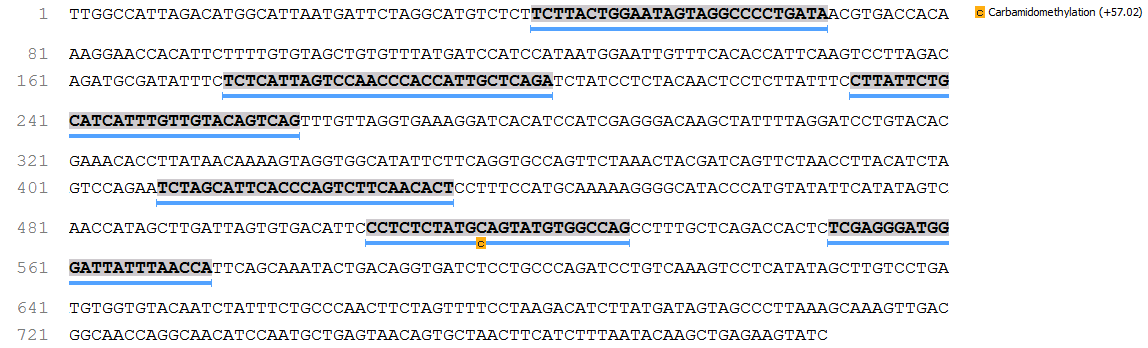 1 TTGGCCATTAGACATGGCATTAATGATTCTAGGCATGTCTCTTCTTACTGGAATAGTAGGCCCCTGATAACGTGACCACA
C Carbamidomethylation (+57.02)
81 AAGGAACCACATTCTTTTGTGTAGCTGTGTTTATGATCCATCCATAATGGAATTGTTTCACACCATTCAAGTCCTTAGAC
161 AGATGCGATATTTCTCTCATTAGTCCAACCCACCATTGCTCAGATCTATCCTCTACAACTCCTCTTATTTCCTTATTCTG
241 CATCATTTGTTGTACAGTCAGTTTGTTAGGTGAAAGGATCACATCCATCGAGGGACAAGCTATTTTAGGATCCTGTACAC
321 GAAACACCTTATAACAAAAGTAGGTGGCATATTCTTCAGGTGCCAGTTCTAAACTACGATCAGTTCTAACCTTACATCTA
401 GTCCAGAATCTAGCATTCACCCAGTCTTCAACACTCCTTTCCATGCAAAAAGGGGCATACCCATGTATATTCATATAGTC
481 AACCATAGCTTGATTAGTGTGACATTCCCTCTCTATGCAGTATGTGGCCAGCCTTTGCTCAGACCACTCTCGAGGGATGG
C
561 GATTATTTAACCATTCAGCAAATACTGACAGGTGATCTCCTGCCCAGATCCTGTCAAAGTCCTCATATAGCTTGTCCTGA
641 TGTGGTGTACAATCTATTTCTGCCCAACTTCTAGTTTTCCTAAGACATCTTATGATAGTAGCCCTTAAAGCAAAGTTGAC
721 GGCAACCAGGCAACATCCAATGCTGAGTAACAGTGCTAACTTCATCTTTAATACAAGCTGAGAAGTATC